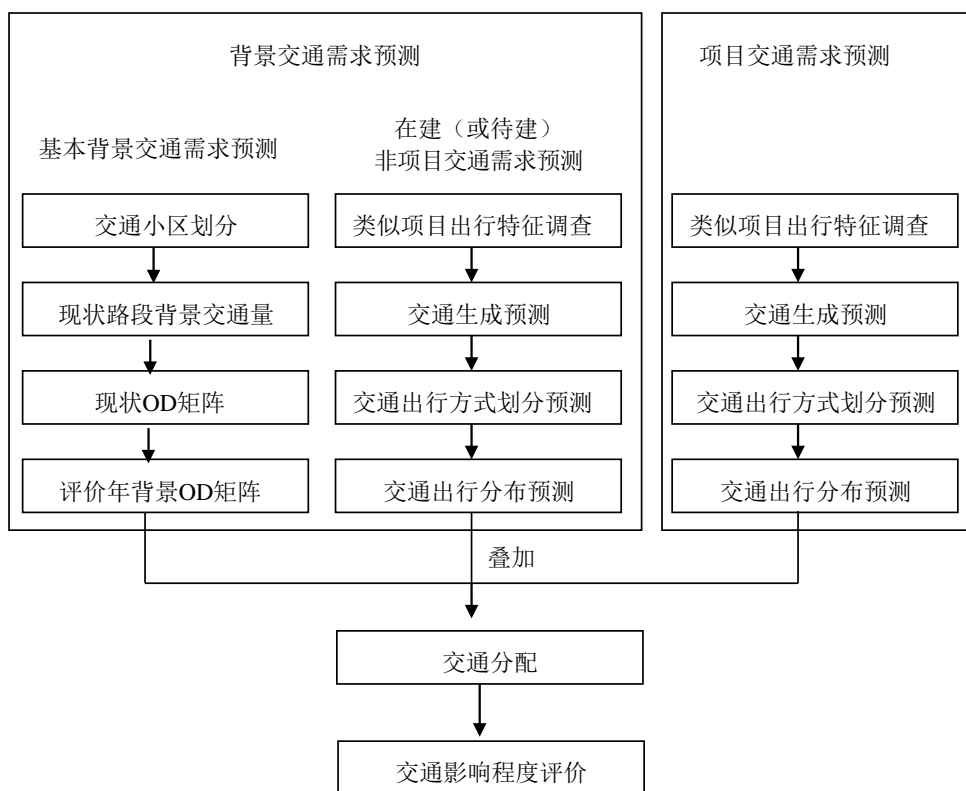 背景交通需求预测
基本背景交通需求预测
交通小区划分
现状路段背景交通量
现状OD矩阵
评价年背景OD矩阵
在建（或待建）
非项目交通需求预测
类似项目出行特征调查
交通生成预测
交通出行方式划分预测
交通出行分布预测
项目交通需求预测
类似项目出行特征调查
交通生成预测
交通出行方式划分预测
交通出行分布预测
叠加
交通分配
交通影响程度评价